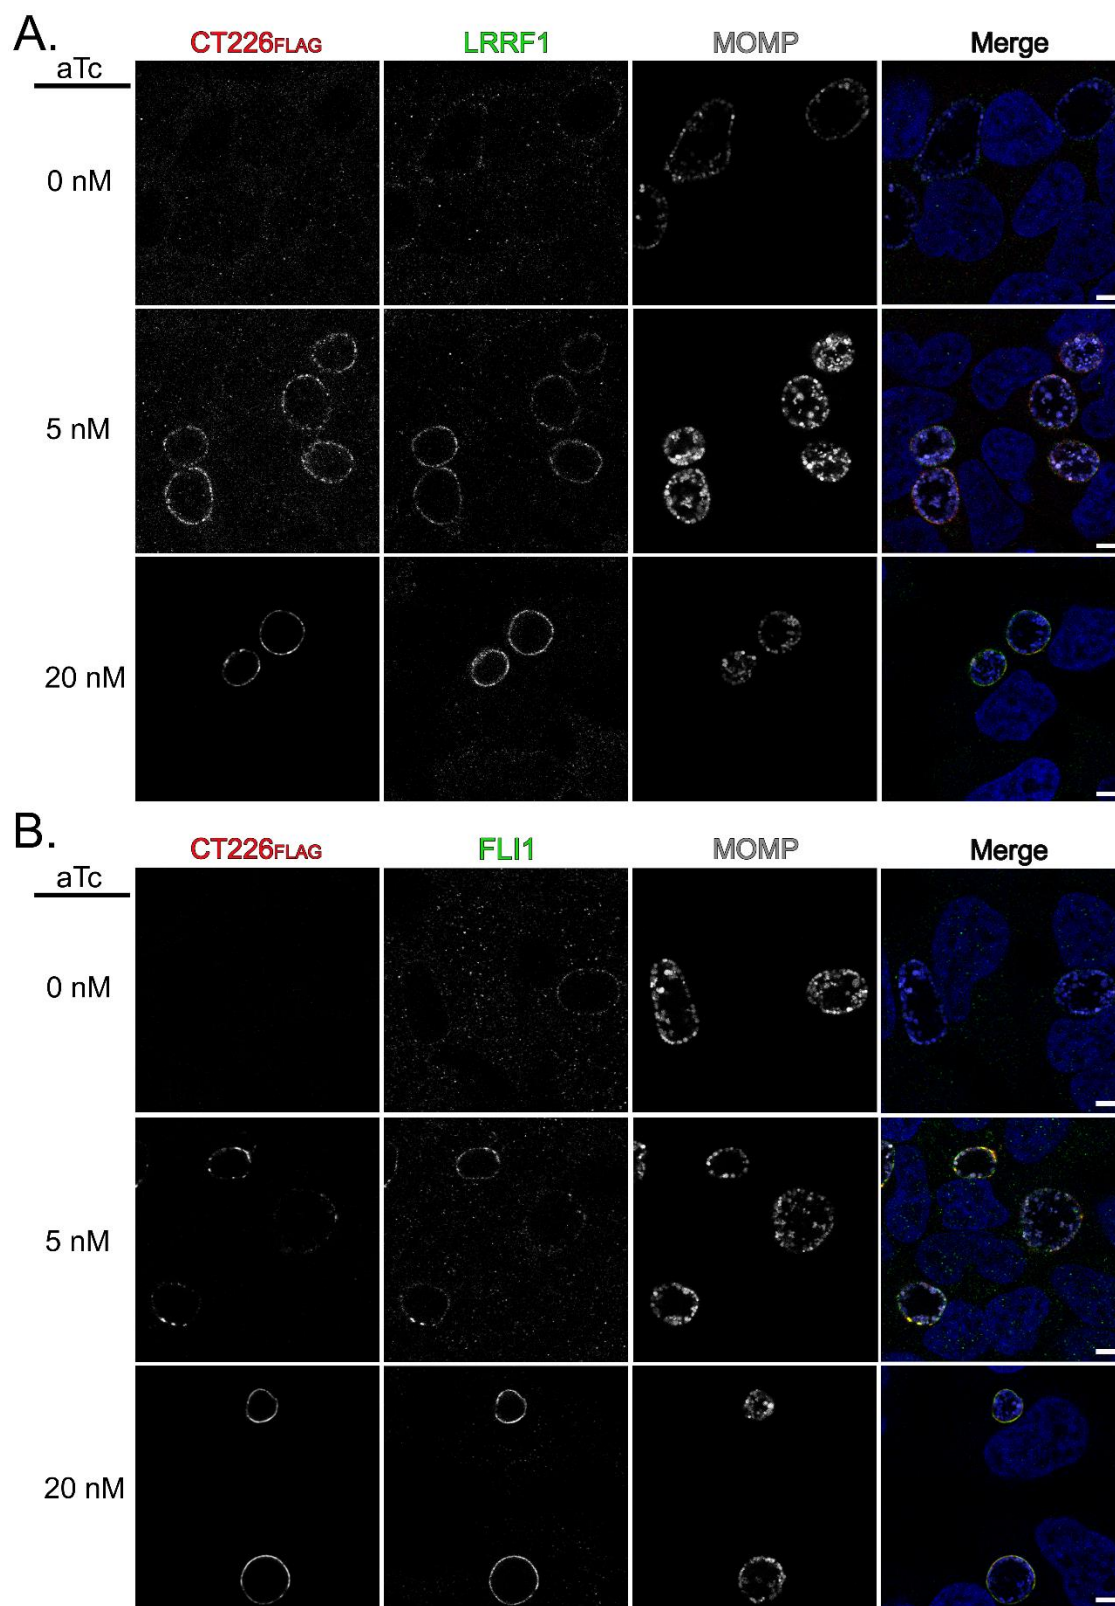 A.
CT226FLAG LRRF1 MOMP Merge
aTc
0 nM
5 nM
20 nM
B.
CT226FLAG FLI1 MOMP Merge
aTc
0 nM
5 nM
20 nM